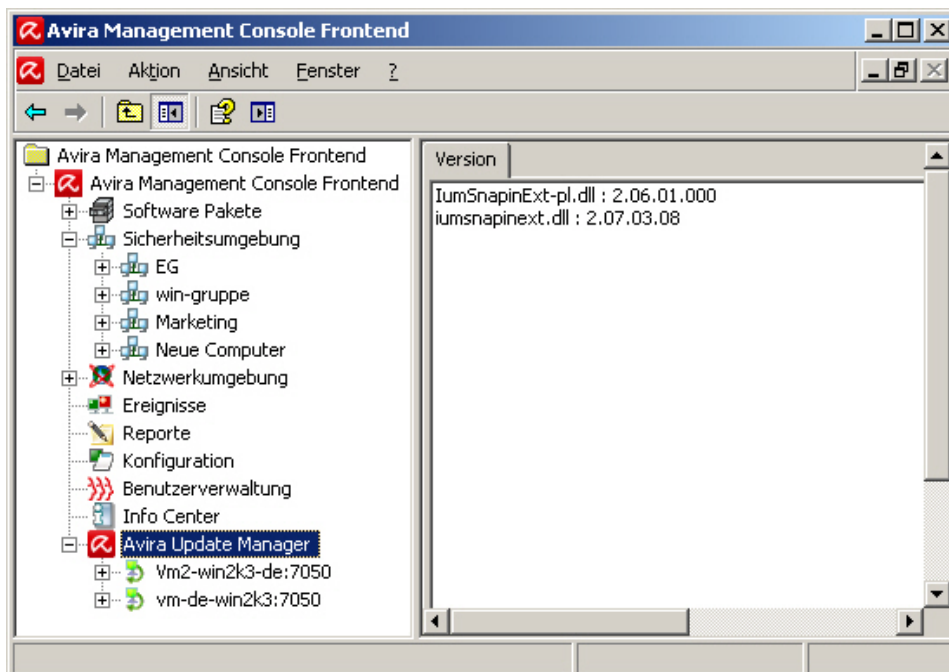 Avira Management Console Frontend
Datei Aktion Ansicht Fenster ?
Avira Management Console Frontend
Avira Management Console Frontend
Software Pakete
Sicherheitsumgebung
EG
win-gruppe
Marketing
Neue Computer
Netzwerkumgebung
Ereignisse
Reporte
Konfiguration
Benutzerverwaltung
Info Center
Avira Update Manager
Vm2-win2k3-de:7050
vm-de-win2k3:7050
Version
IumSnapinExt-pl.dll : 2.06.01.000
iumsnapinext.dll : 2.07.03.08